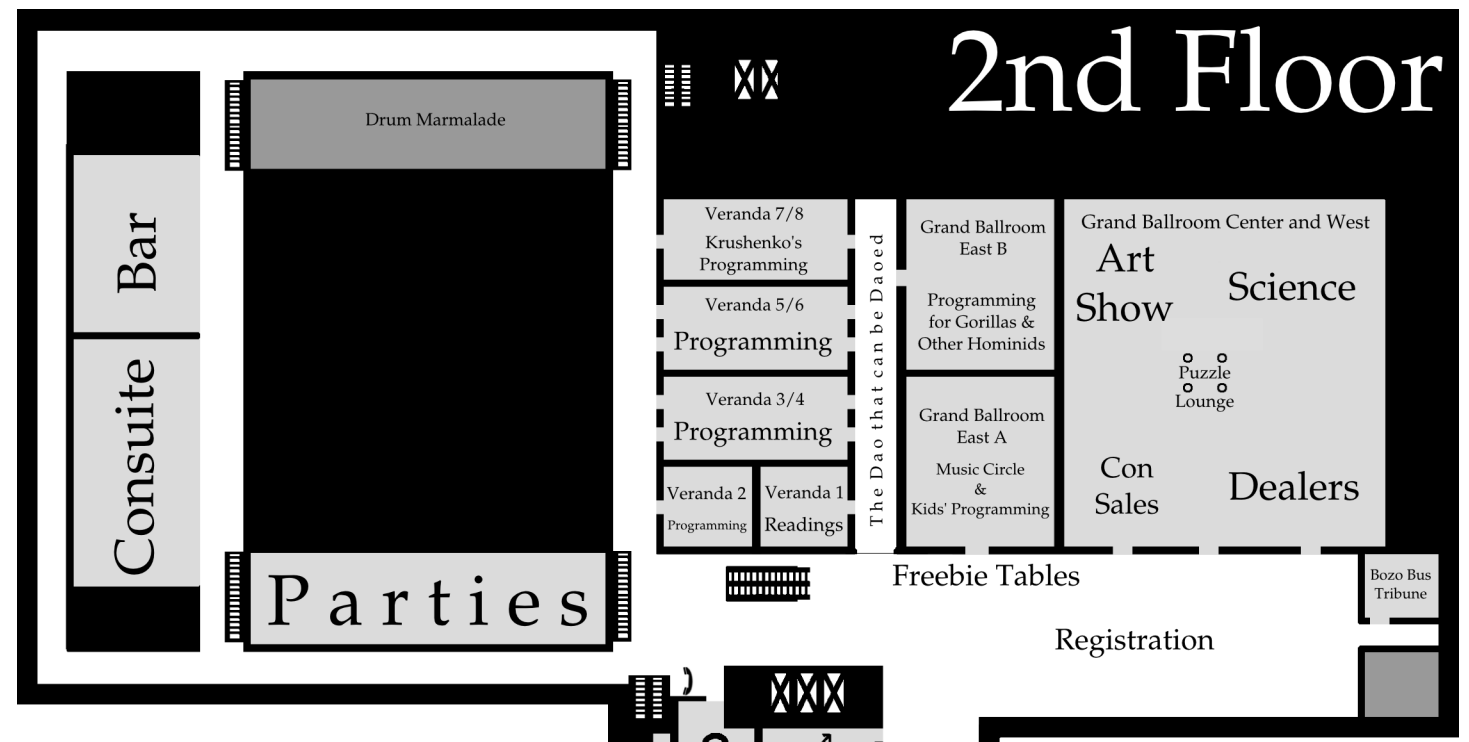 2nd Floor
Drum Marmalade
Bar
Consuite
Parties
Veranda 7/8
Krushenko's
Programming
Veranda 5/6
Programming
Veranda 3/4
Programming
Veranda 2
Programming
Veranda 1
Readings
The Dao that can be Daoed
Grand Ballroom
East B
Programming
for Gorillas &
Other Hominids
Grand Ballroom
East A
Music Circle
&
Kids' Programming
Grand Ballroom Center and West
Art
Show
Science
Puzzle
Lounge
Con
Sales
Dealers
Freebie Tables
Registration
Bozo Bus
Tribune